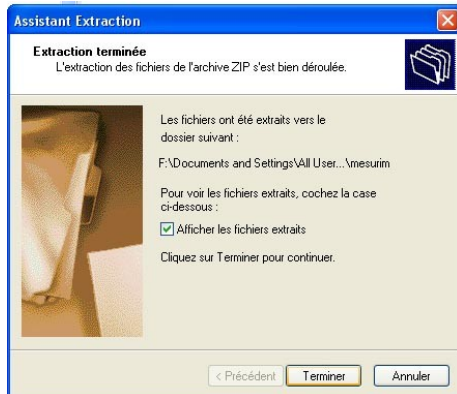 Assistant Extraction
Extraction terminée
L'extraction des fichiers de l'archive ZIP s'est bien déroulée.
Les fichiers ont été extraits vers le
dossier suivant :
F:\Documents and Settings\All User...\mesurim
Pour voir les fichiers extraits, cochez la case
ci-dessous :
Afficher les fichiers extraits
Cliquez sur Terminer pour continuer.
< Précédent Terminer Annuler